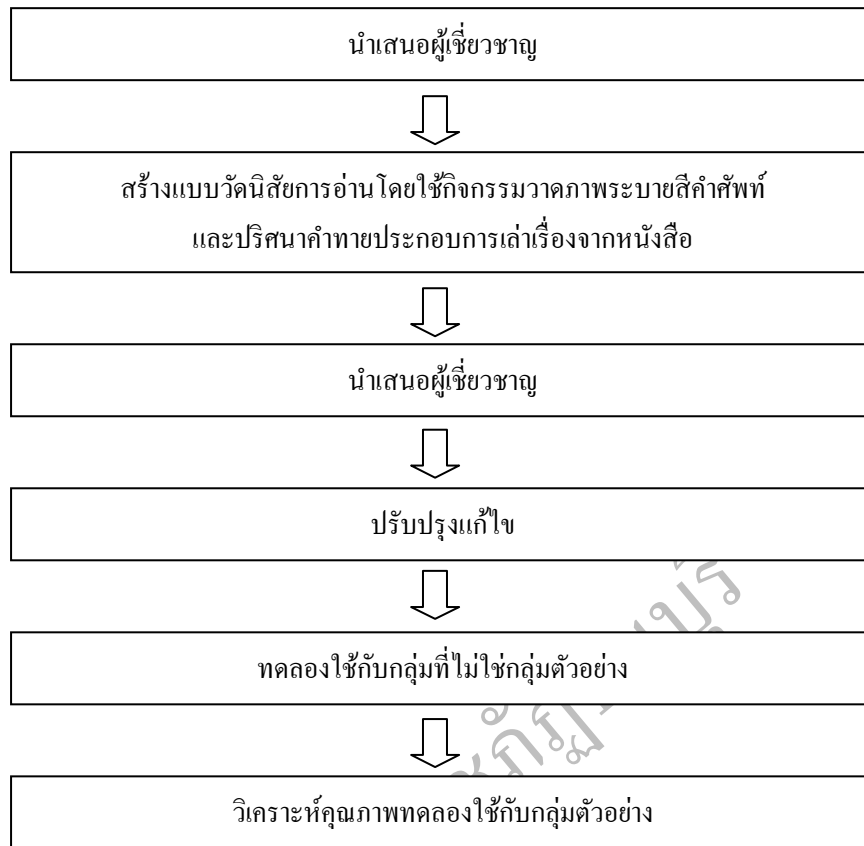 นำเสนอผู้เชี่ยวชาญ
สร้างแบบวัดนิสัยการอ่านโดยใช้กิจกรรมวาดภาพระบายสีคำศัพท์
และปริศนาคำทายประกอบการเล่าเรื่องจากหนังสือ
นำเสนอผู้เชี่ยวชาญ
ปรับปรุงแก้ไข
ทดลองใช้กับกลุ่มที่ไม่ใช่กลุ่มตัวอย่าง
วิเคราะห์คุณภาพทดลองใช้กับกลุ่มตัวอย่าง